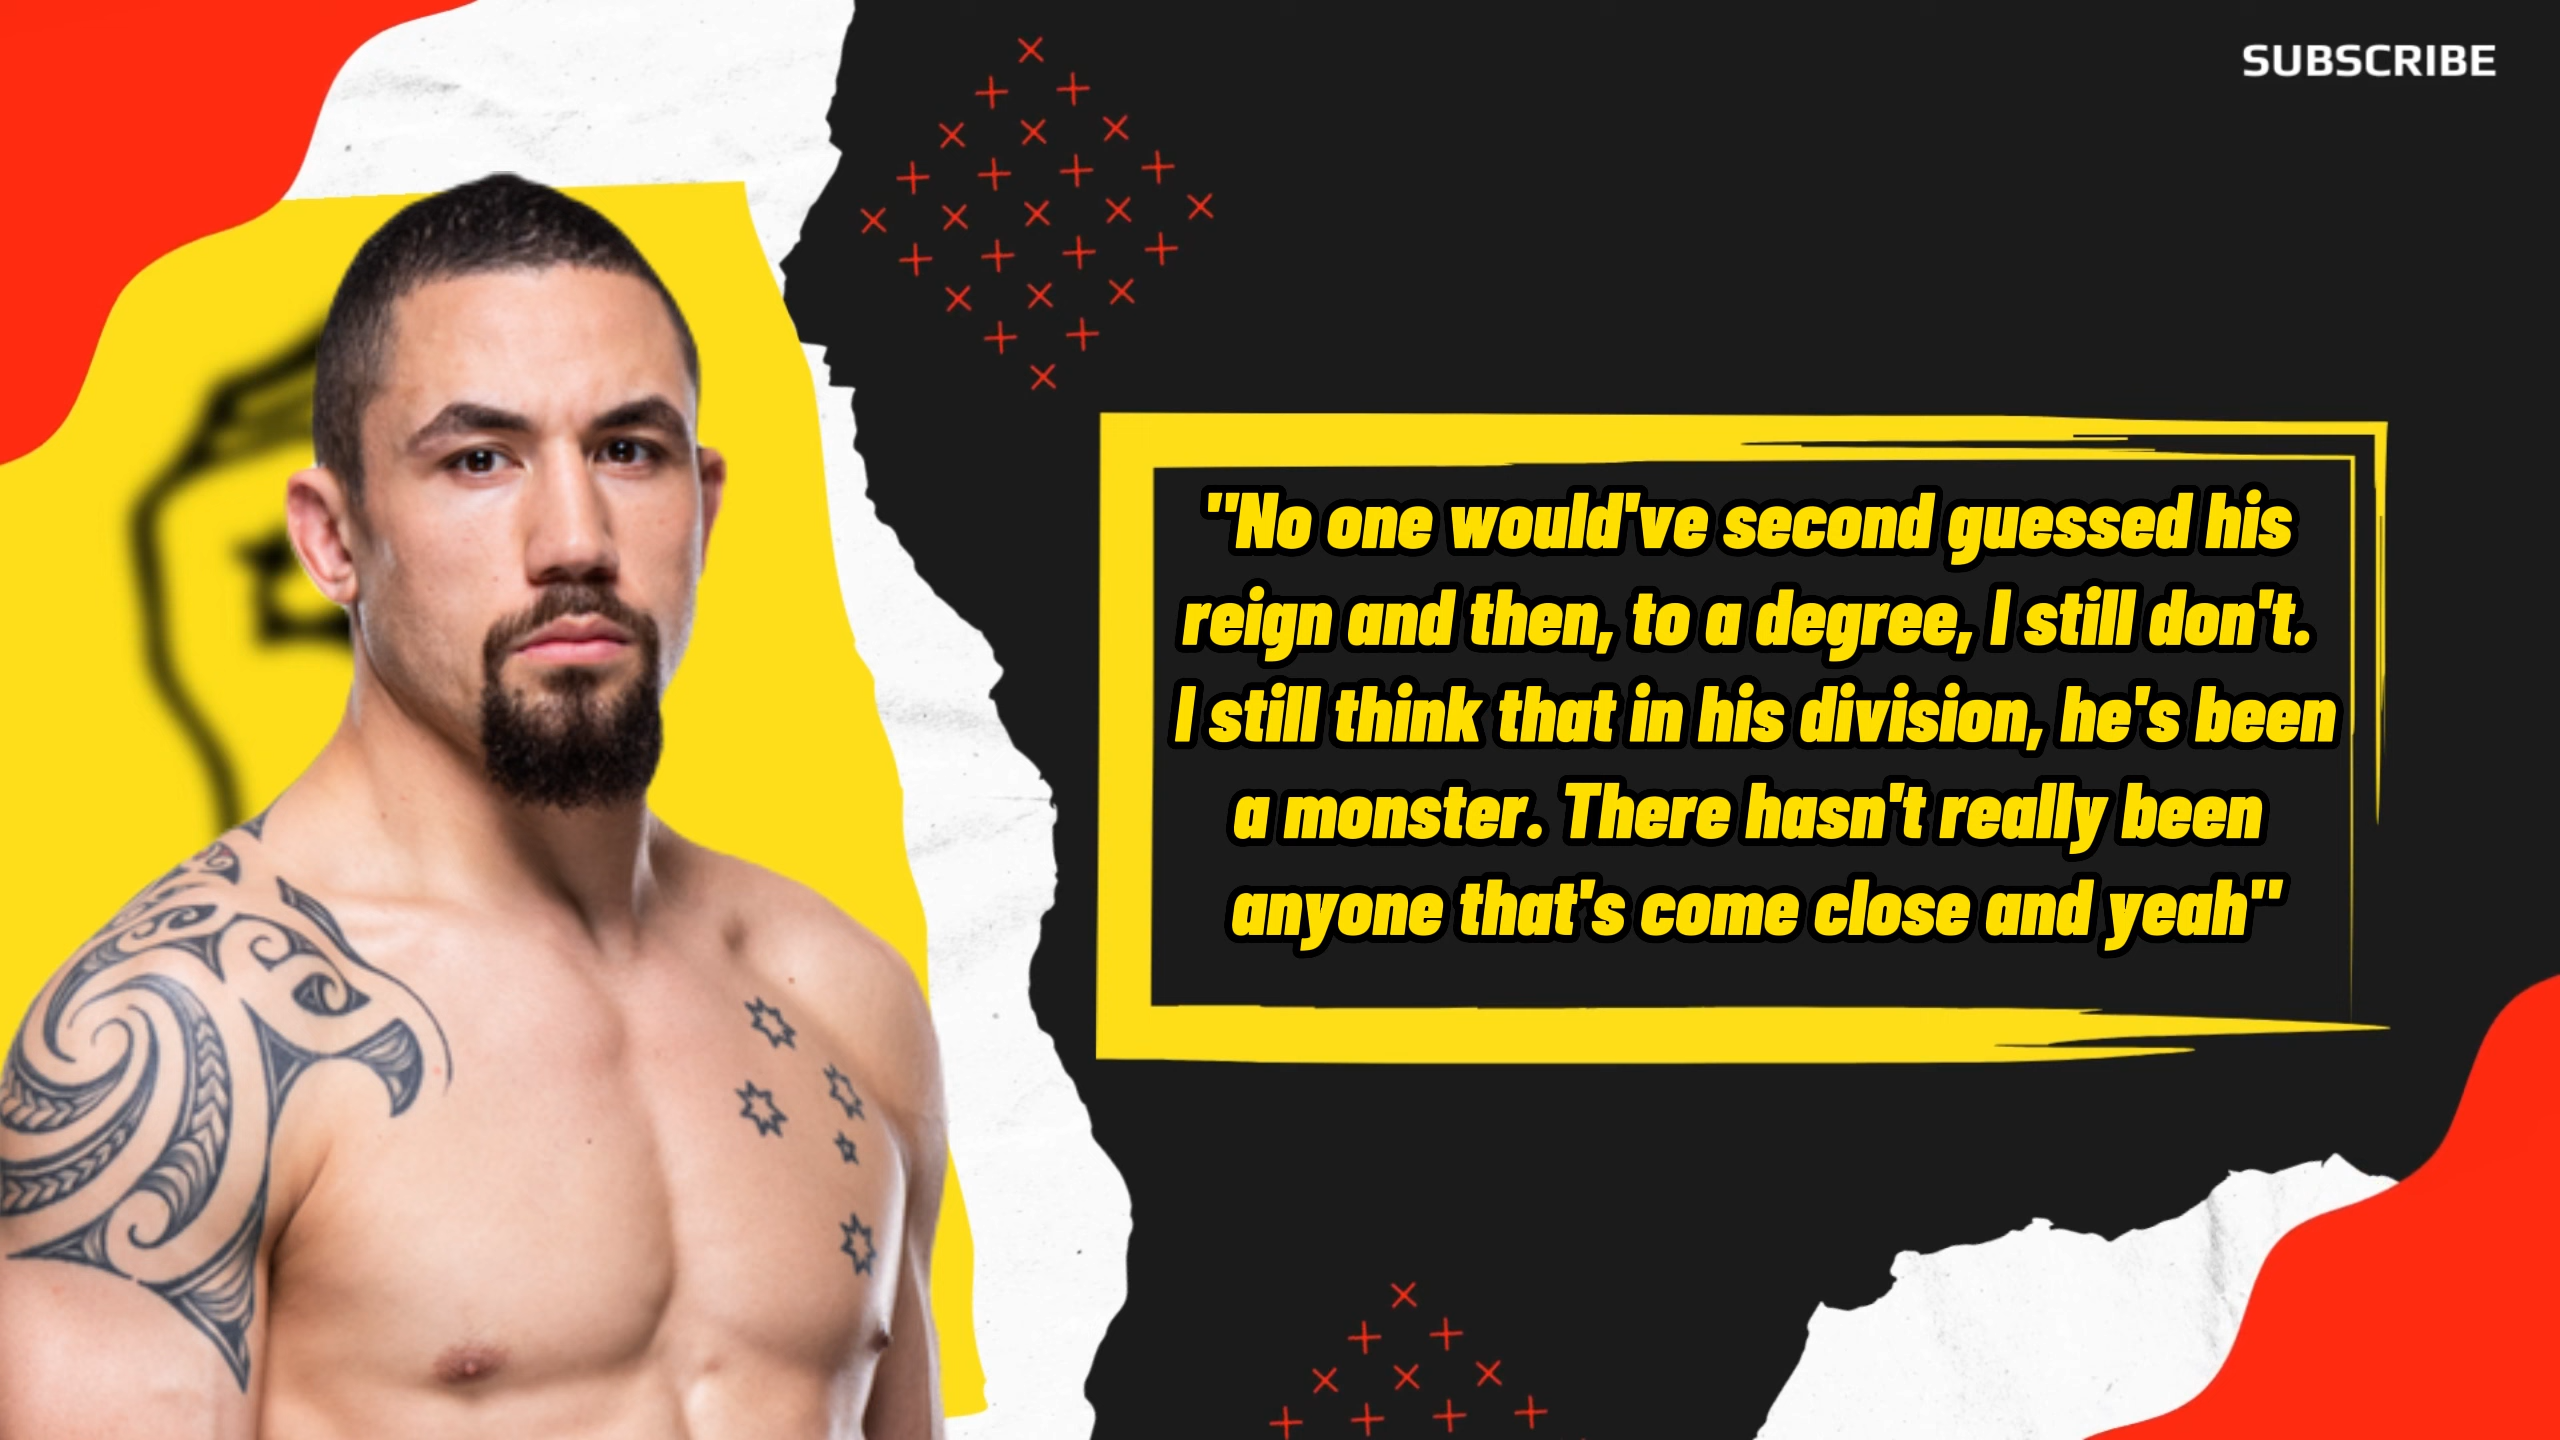 SUBSCRIBE
"No one would've second guessed his
reign and then, to a degree, I still don't.
I still think that in his division, he's been
a monster. There hasn't really been
anyone that's come close and yeah"